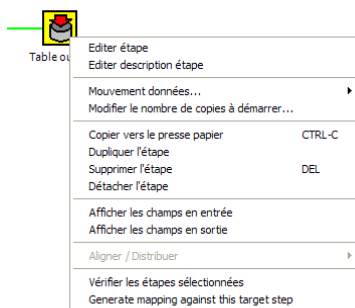 Table ou
Editer étape
Editer description étape
Mouvement données...
Modifier le nombre de copies à démarrer...
Copier vers le presse papier CTRL-C
Dupliquer l'étape
Supprimer l'étape DEL
Détacher l'étape
Afficher les champs en entrée
Afficher les champs en sortie
Aligner / Distribuer
Vérifier les étapes sélectionnées
Generate mapping against this target step